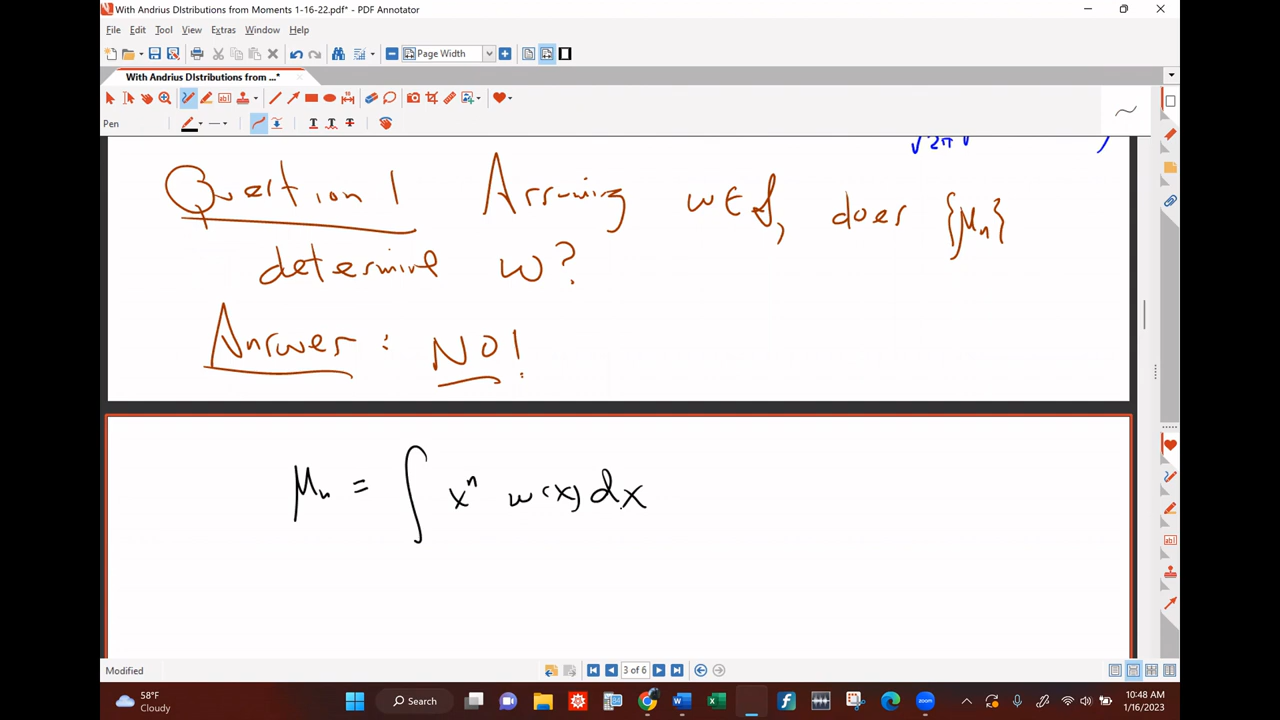 With Andrius DIstributions from Moments 1-16-22.pdf* - PDF Annotator
File Edit Tool View Extras Window Help
Page Width
With Andrius DIstributions from ...*
Pen
√2π
Question 1 Assuming w ∈ S, does {μₙ}
determine w?
Answer: NO!
μₙ = ∫ xⁿ w(x) dx
Modified
3 of 6
58°F
Cloudy
Search
10:48 AM
1/16/2023